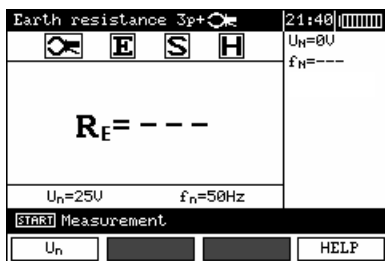 Earth resistance 3p+ 21:40
E S H
UN=0V
fN=---
RE= ---
Un=25V fn=50Hz
START Measurement
Un HELP